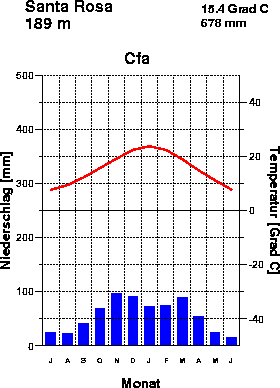 Santa Rosa
189 m
15.4 Grad C
678 mm
Cfa
Niederschlag [mm]
500
400
300
200
100
0
40
20
0
-20
-40
Temperatur [Grad C]
J A S O N D J F M A M J
Monat